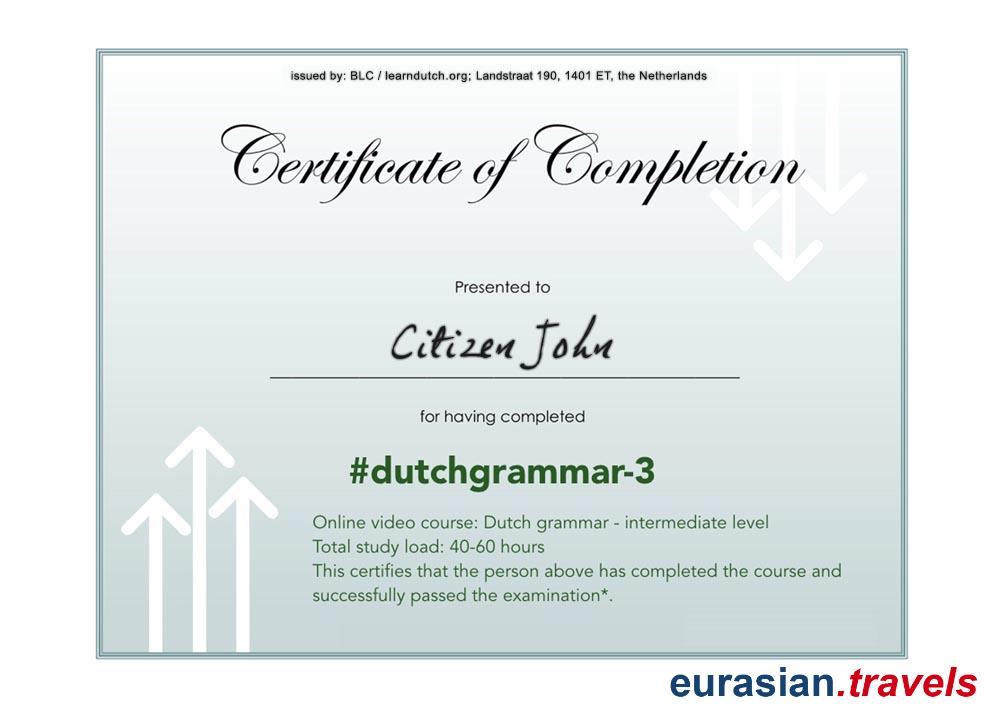 issued by: BLC / learndutch.org; Landstraat 190, 1401 ET, the Netherlands
Certificate of Completion
Presented to
Citizen John
for having completed
#dutchgrammar-3
Online video course: Dutch grammar - intermediate level
Total study load: 40-60 hours
This certifies that the person above has completed the course and
successfully passed the examination*.
eurasian.travels